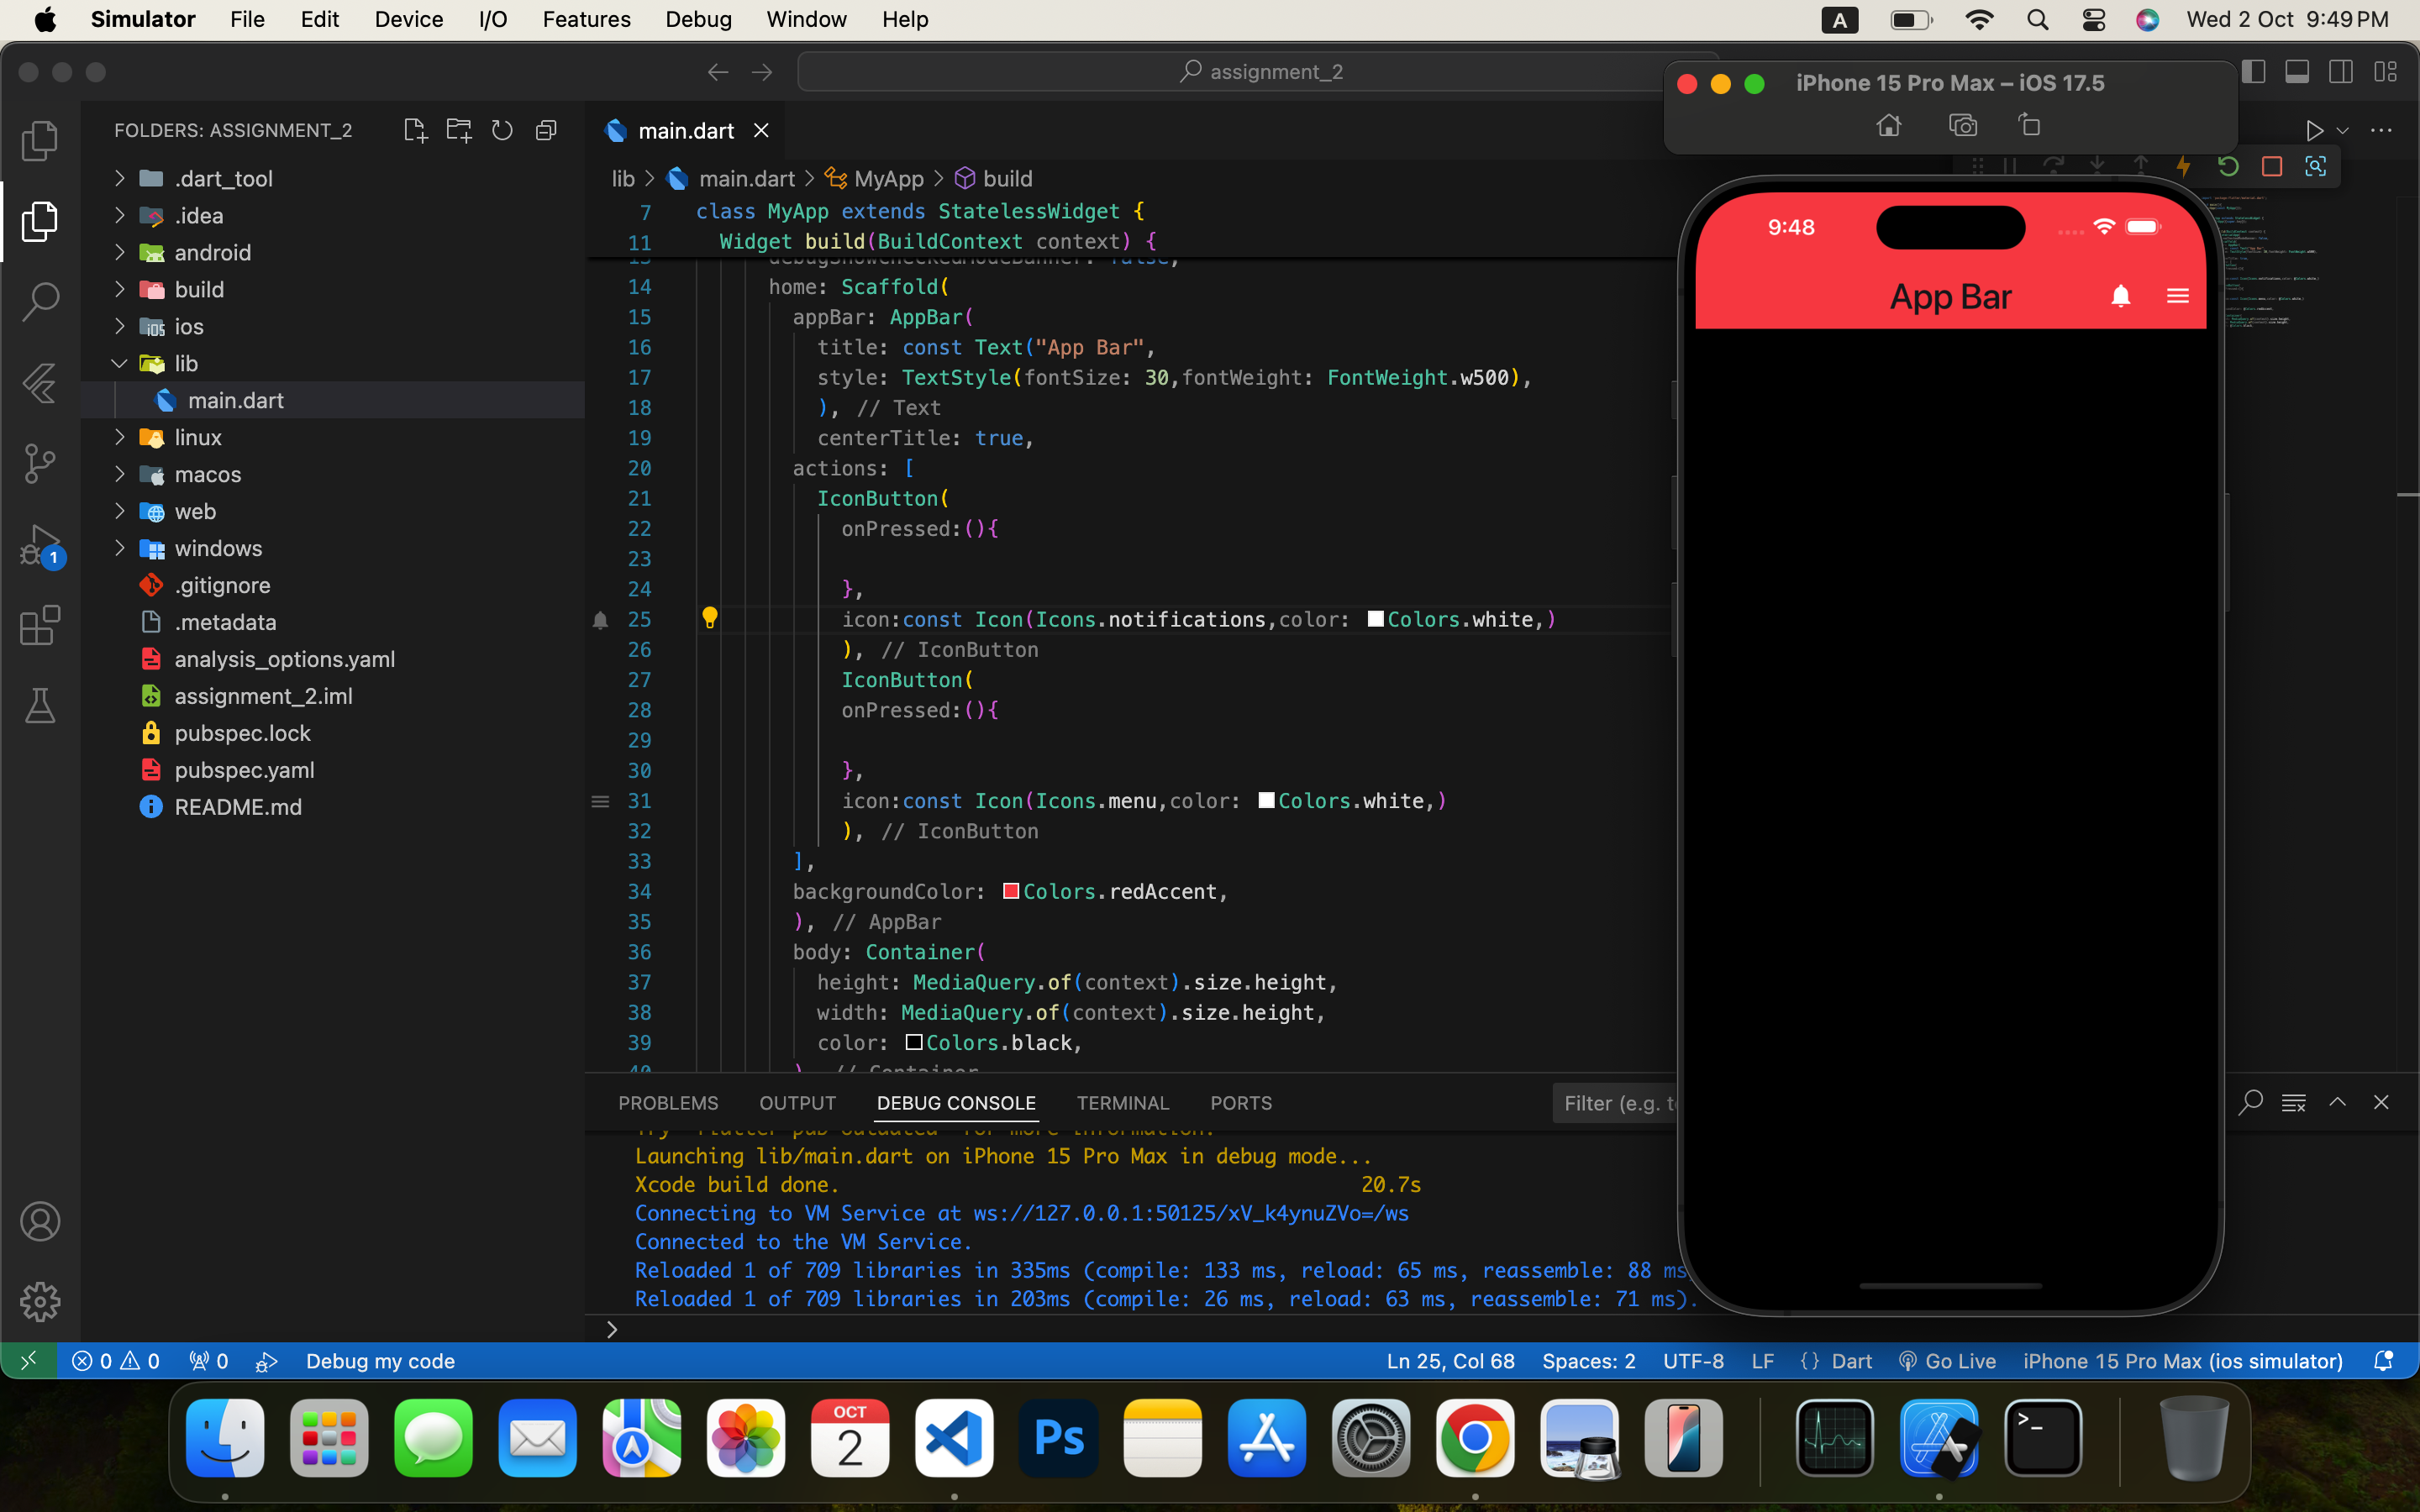 Simulator File Edit Device I/O Features Debug Window Help A Wed 2 Oct 9:49 PM
assignment_2
iPhone 15 Pro Max – iOS 17.5
FOLDERS: ASSIGNMENT_2
.dart_tool
.idea
android
build
ios
lib
main.dart
linux
macos
web
windows
.gitignore
.metadata
analysis_options.yaml
assignment_2.iml
pubspec.lock
pubspec.yaml
README.md
1
main.dart
lib > main.dart > MyApp > build
7 class MyApp extends StatelessWidget {
11 Widget build(BuildContext context) {
13 debugShowCheckedModeBanner: false,
14 home: Scaffold(
15 appBar: AppBar(
16 title: const Text("App Bar",
17 style: TextStyle(fontSize: 30,fontWeight: FontWeight.w500),
18 ), // Text
19 centerTitle: true,
20 actions: [
21 IconButton(
22 onPressed:(){
23
24 },
25 icon:const Icon(Icons.notifications,color: Colors.white,)
26 ), // IconButton
27 IconButton(
28 onPressed:(){
29
30 },
31 icon:const Icon(Icons.menu,color: Colors.white,)
32 ), // IconButton
33 ],
34 backgroundColor: Colors.redAccent,
35 ), // AppBar
36 body: Container(
37 height: MediaQuery.of(context).size.height,
38 width: MediaQuery.of(context).size.height,
39 color: Colors.black,
40 ), // Container
9:48
App Bar
PROBLEMS OUTPUT DEBUG CONSOLE TERMINAL PORTS Filter (e.g.
Try `flutter pub outdated` for more information.
Launching lib/main.dart on iPhone 15 Pro Max in debug mode...
Xcode build done. 20.7s
Connecting to VM Service at ws://127.0.0.1:50125/xV_k4ynuZVo=/ws
Connected to the VM Service.
Reloaded 1 of 709 libraries in 335ms (compile: 133 ms, reload: 65 ms, reassemble: 88 ms
Reloaded 1 of 709 libraries in 203ms (compile: 26 ms, reload: 63 ms, reassemble: 71 ms).
>
0 0 0 Debug my code Ln 25, Col 68 Spaces: 2 UTF-8 LF {} Dart Go Live iPhone 15 Pro Max (ios simulator)
OCT
2
Ps
>_